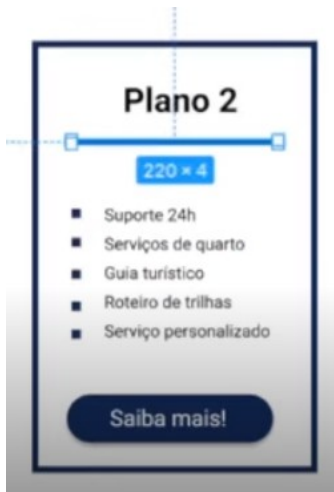 Plano 2
220 × 4
Suporte 24h
Serviços de quarto
Guia turístico
Roteiro de trilhas
Serviço personalizado
Saiba mais!